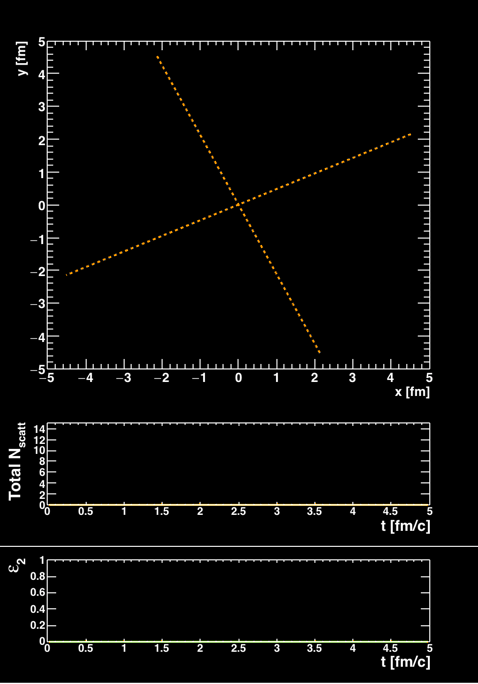 y [fm]
5
4
3
2
1
0
−1
−2
−3
−4
−5
−5 −4 −3 −2 −1 0 1 2 3 4 5
x [fm]
Total N_scatt
14
12
10
8
6
4
2
0
0 0.5 1 1.5 2 2.5 3 3.5 4 4.5 5
t [fm/c]
ε_2
1
0.8
0.6
0.4
0.2
0
0 0.5 1 1.5 2 2.5 3 3.5 4 4.5 5
t [fm/c]